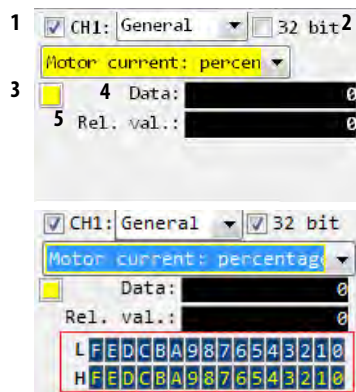 1 CH1: General 32 bit 2
Motor current: percen
3 4 Data: 0
5 Rel. val.: 0
CH1: General 32 bit
Motor current: percentag
Data: 0
Rel. val.: 0
L FEDCBA9876543210
H FEDCBA9876543210